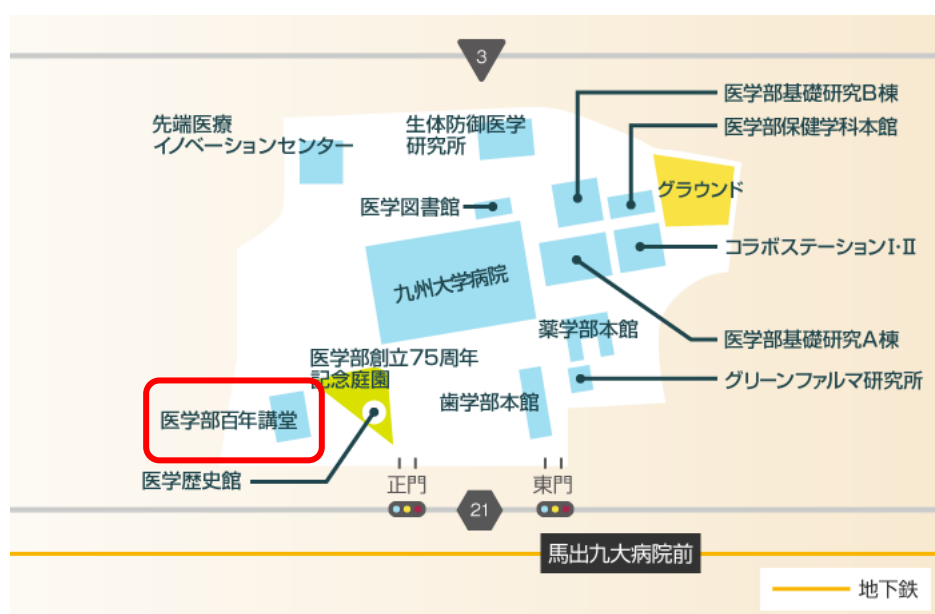 3
医学部基礎研究B棟
先端医療
イノベーションセンター
生体防御医学
研究所
医学部保健学科本館
グラウンド
医学図書館
コラボステーションI・II
九州大学病院
薬学部本館
医学部基礎研究A棟
医学部創立75周年
記念庭園
グリーンファルマ研究所
歯学部本館
医学部百年講堂
医学歴史館
正門
東門
21
馬出九大病院前
地下鉄